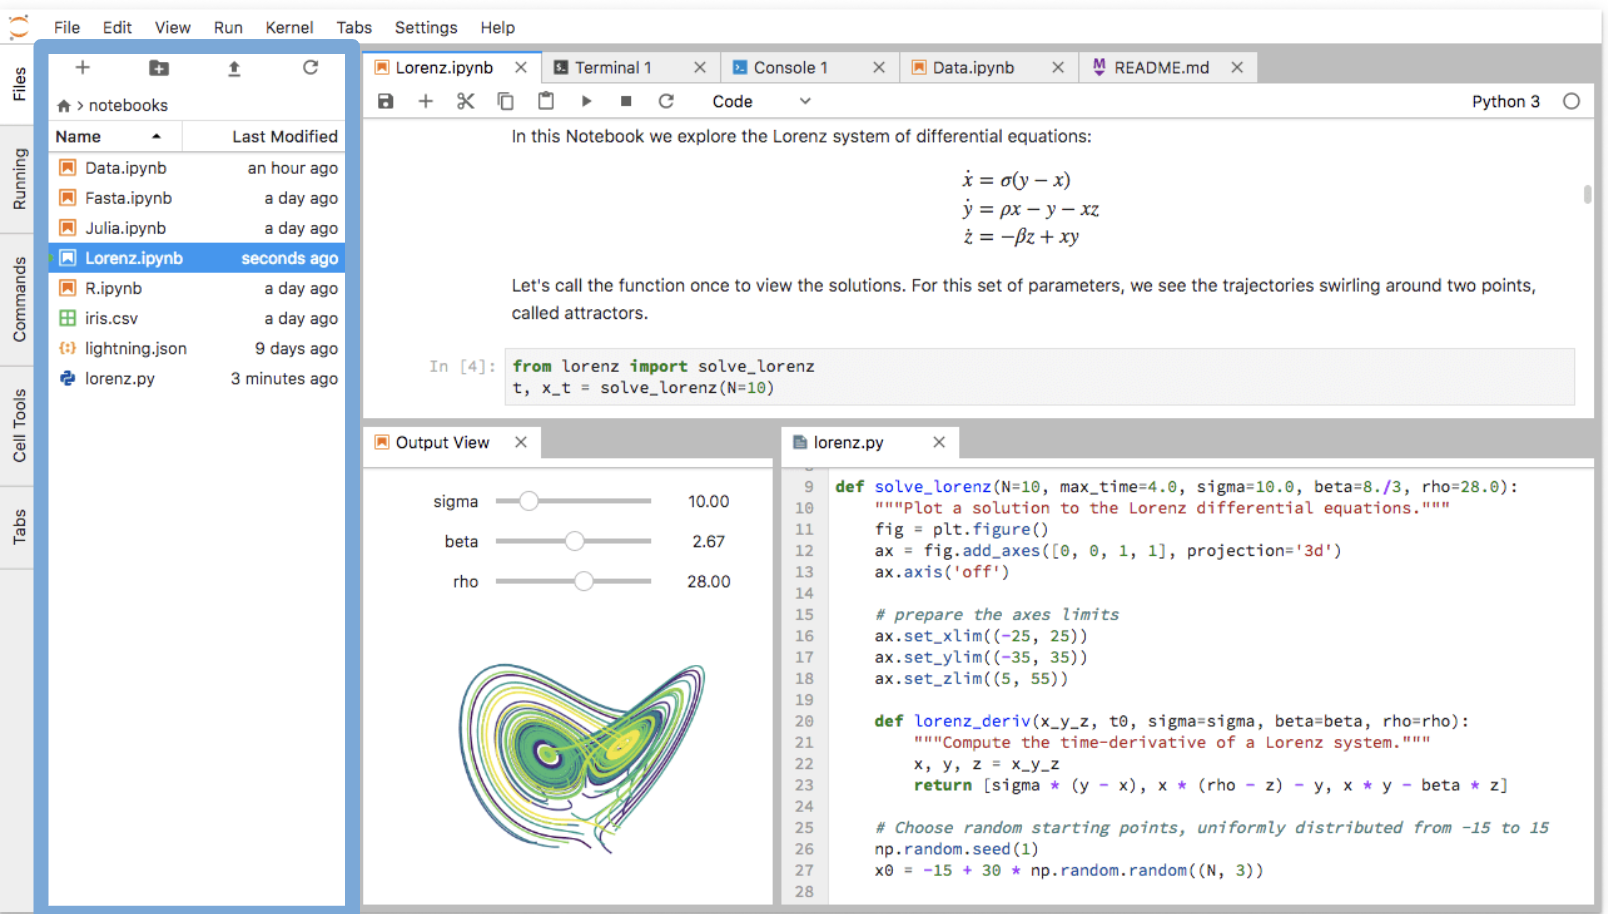 File Edit View Run Kernel Tabs Settings Help
Files
Running
Commands
Cell Tools
Tabs
notebooks
Name Last Modified
Data.ipynb an hour ago
Fasta.ipynb a day ago
Julia.ipynb a day ago
Lorenz.ipynb seconds ago
R.ipynb a day ago
iris.csv a day ago
lightning.json 9 days ago
lorenz.py 3 minutes ago
Lorenz.ipynb Terminal 1 Console 1 Data.ipynb README.md
Code Python 3
In this Notebook we explore the Lorenz system of differential equations:
ẋ = σ(y − x)
ẏ = ρx − y − xz
ż = −βz + xy
Let's call the function once to view the solutions. For this set of parameters, we see the trajectories swirling around two points,
called attractors.
In [4]: from lorenz import solve_lorenz
t, x_t = solve_lorenz(N=10)
Output View
sigma 10.00
beta 2.67
rho 28.00
lorenz.py
9 def solve_lorenz(N=10, max_time=4.0, sigma=10.0, beta=8./3, rho=28.0):
10 """Plot a solution to the Lorenz differential equations."""
11 fig = plt.figure()
12 ax = fig.add_axes([0, 0, 1, 1], projection='3d')
13 ax.axis('off')
14
15 # prepare the axes limits
16 ax.set_xlim((-25, 25))
17 ax.set_ylim((-35, 35))
18 ax.set_zlim((5, 55))
19
20 def lorenz_deriv(x_y_z, t0, sigma=sigma, beta=beta, rho=rho):
21 """Compute the time-derivative of a Lorenz system."""
22 x, y, z = x_y_z
23 return [sigma * (y - x), x * (rho - z) - y, x * y - beta * z]
24
25 # Choose random starting points, uniformly distributed from -15 to 15
26 np.random.seed(1)
27 x0 = -15 + 30 * np.random.random((N, 3))
28